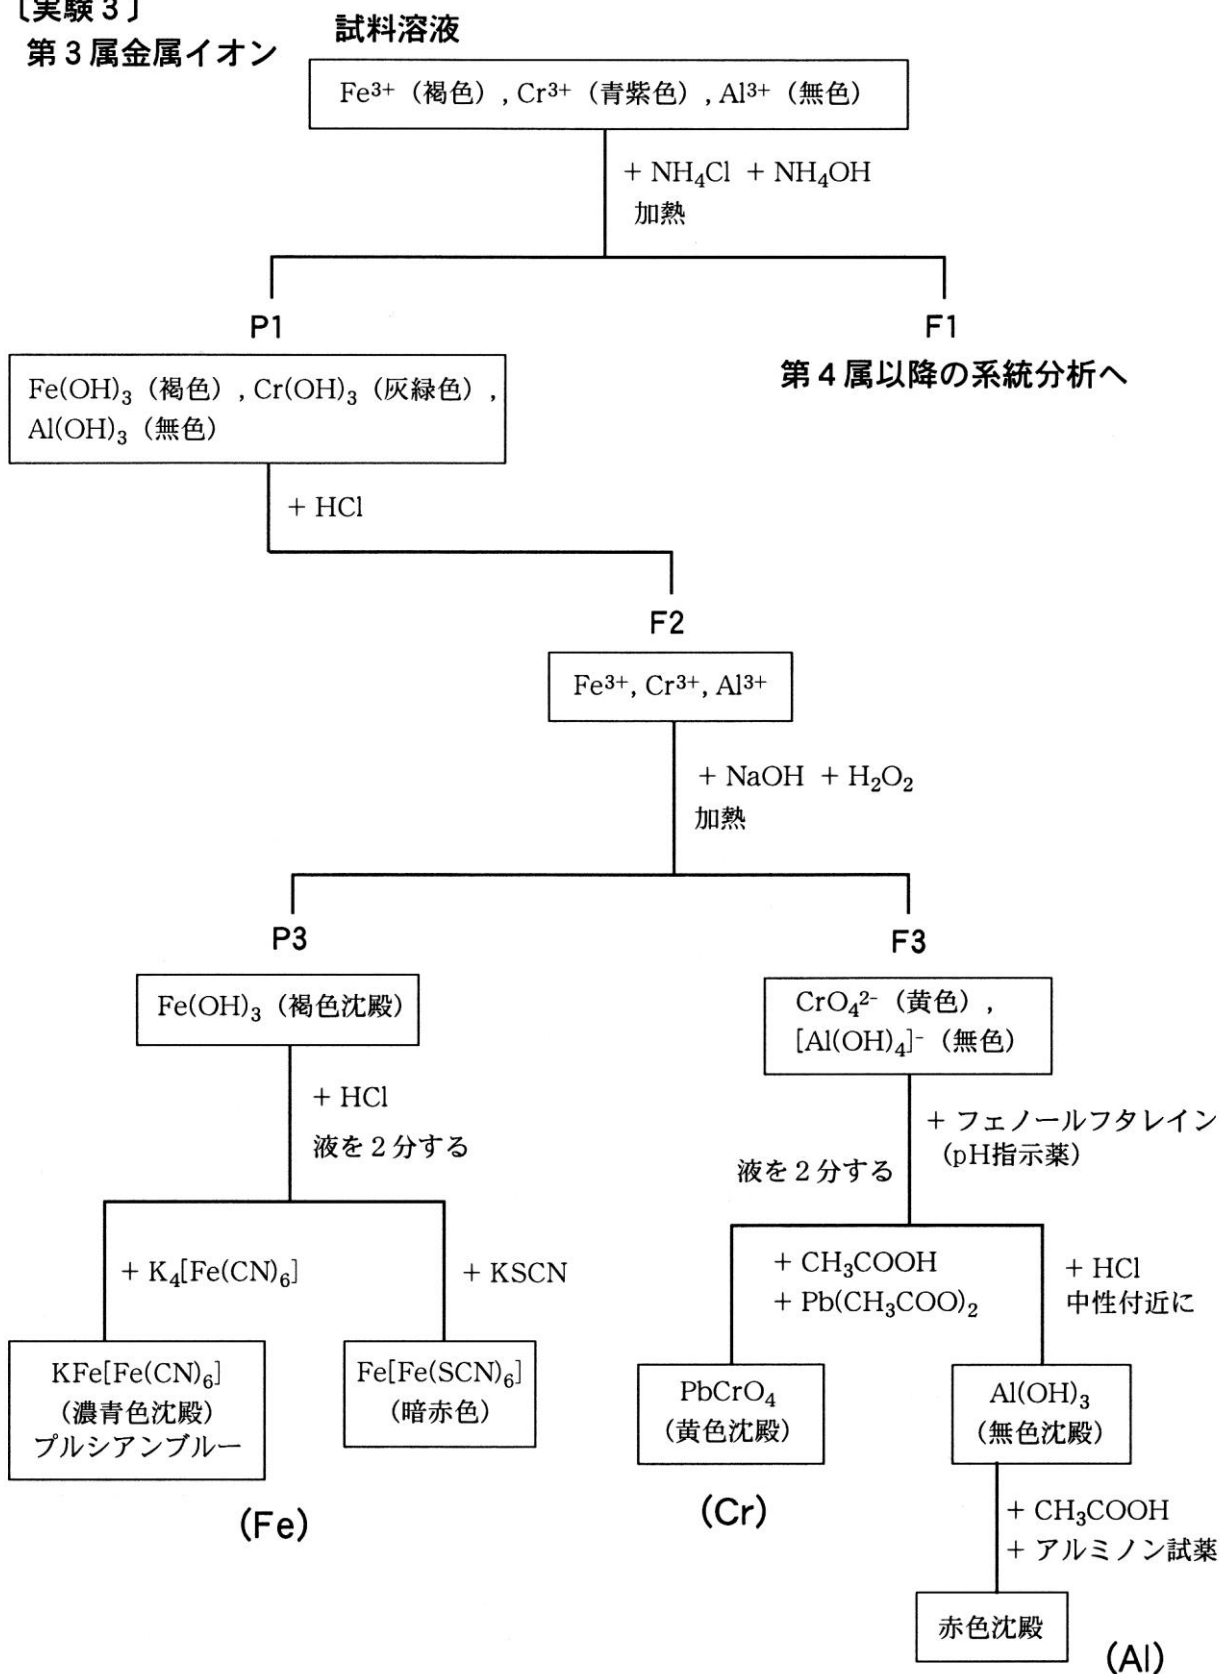 〔実験3〕
第3属金属イオン
試料溶液
Fe³⁺（褐色）, Cr³⁺（青紫色）, Al³⁺（無色）
+ NH₄Cl + NH₄OH
加熱
P1
F1
Fe(OH)₃（褐色）, Cr(OH)₃（灰緑色）,
Al(OH)₃（無色）
第4属以降の系統分析へ
+ HCl
F2
Fe³⁺, Cr³⁺, Al³⁺
+ NaOH + H₂O₂
加熱
P3
F3
Fe(OH)₃（褐色沈殿）
CrO₄²⁻（黄色）,
[Al(OH)₄]⁻（無色）
+ HCl
液を2分する
+ フェノールフタレイン
（pH指示薬）
液を2分する
+ K₄[Fe(CN)₆]
+ KSCN
+ CH₃COOH
+ Pb(CH₃COO)₂
+ HCl
中性付近に
KFe[Fe(CN)₆]
（濃青色沈殿）
プルシアンブルー
Fe[Fe(SCN)₆]
（暗赤色）
PbCrO₄
（黄色沈殿）
Al(OH)₃
（無色沈殿）
(Fe)
(Cr)
+ CH₃COOH
+ アルミノン試薬
赤色沈殿
(Al)